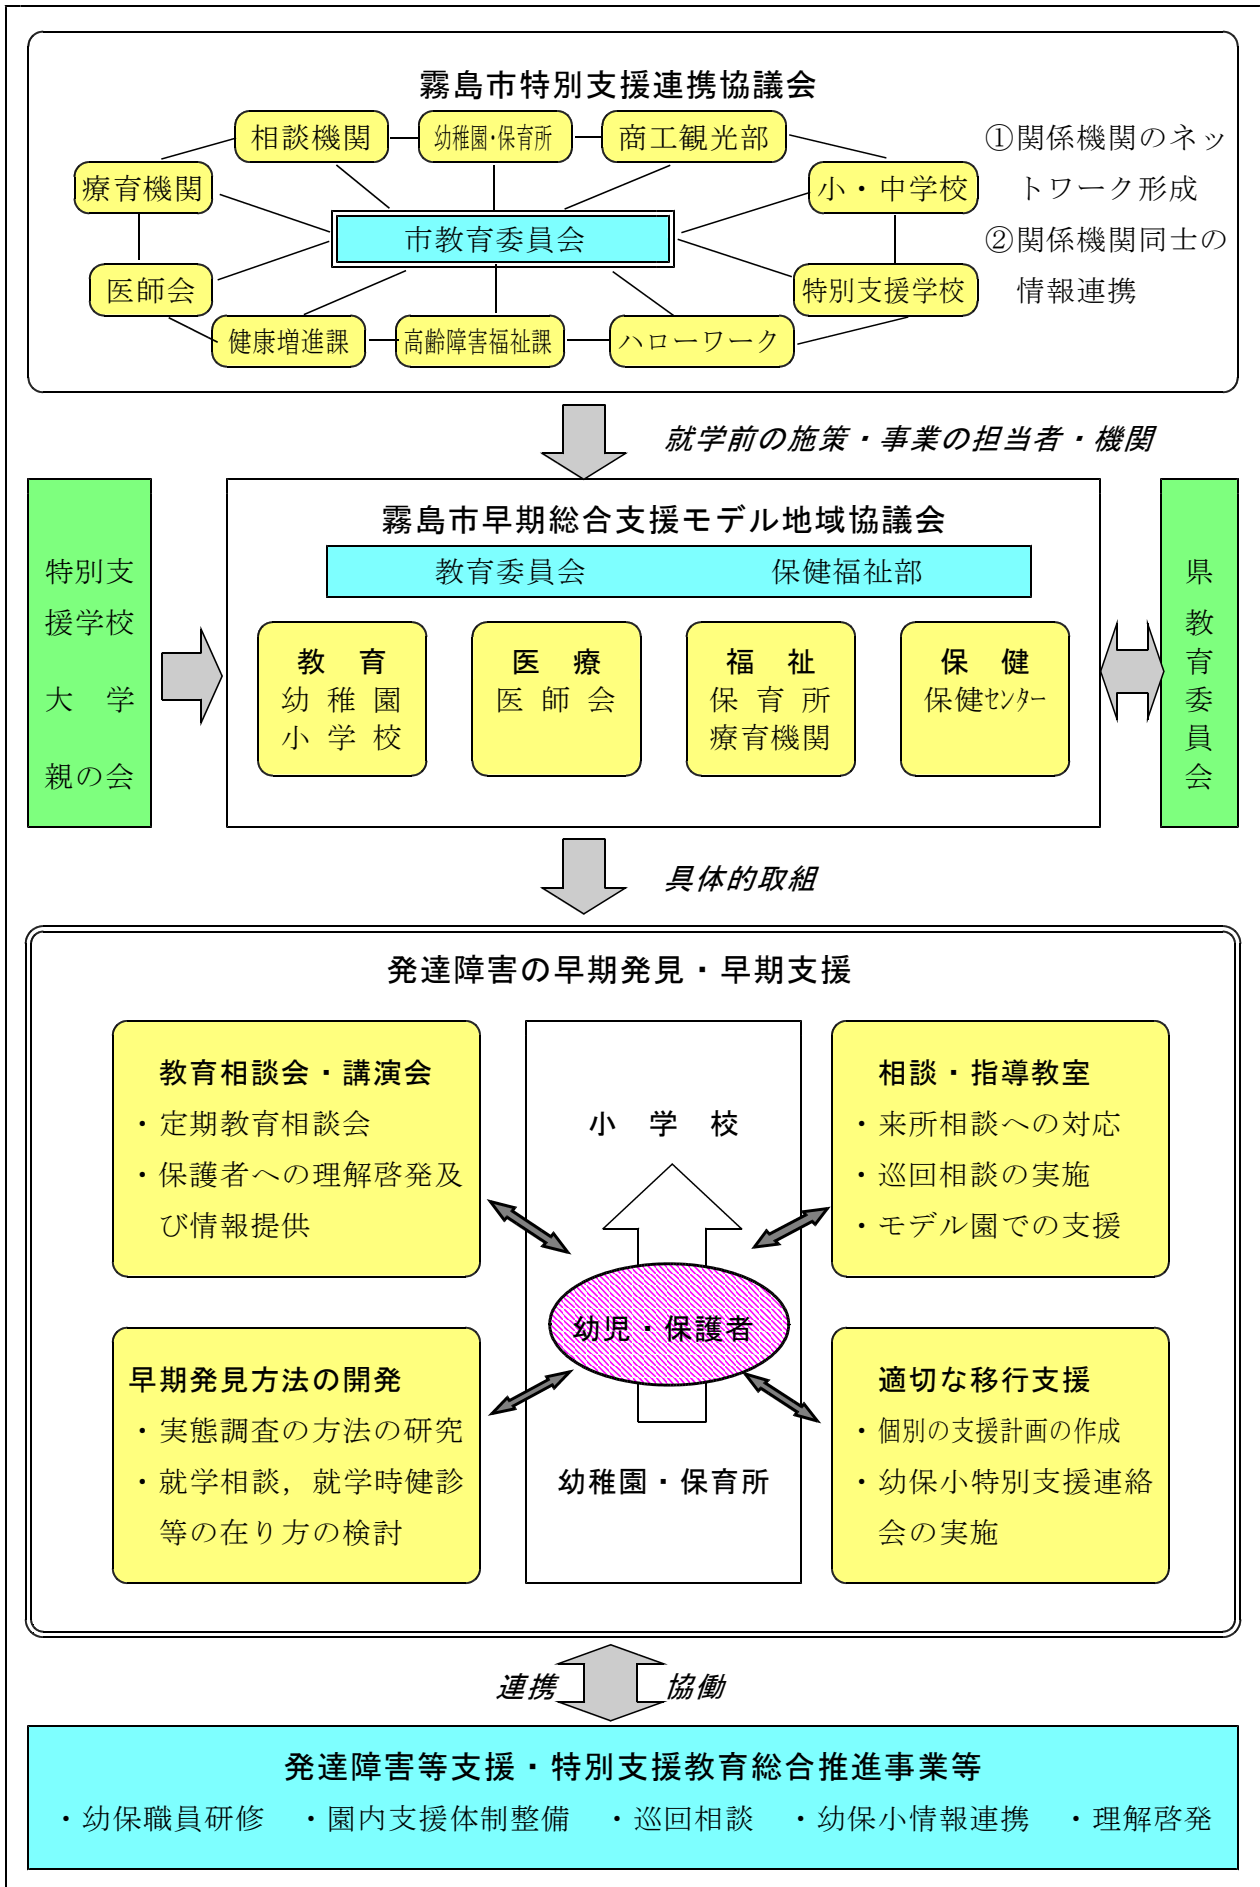 霧島市特別支援連携協議会
相談機関
幼稚園・保育所
商工観光部
療育機関
小・中学校
市教育委員会
医師会
特別支援学校
健康増進課
高齢障害福祉課
ハローワーク
①関係機関のネッ
トワーク形成
②関係機関同士の
情報連携
就学前の施策・事業の担当者・機関
特別支
援学校
大　学
親の会
霧島市早期総合支援モデル地域協議会
教育委員会　保健福祉部
教　育
幼 稚 園
小 学 校
医　療
医 師 会
福　祉
保 育 所
療育機関
保　健
保健センター
県
教
育
委
員
会
具体的取組
発達障害の早期発見・早期支援
教育相談会・講演会
・定期教育相談会
・保護者への理解啓発及
び情報提供
小　学　校
相談・指導教室
・来所相談への対応
・巡回相談の実施
・モデル園での支援
幼児・保護者
早期発見方法の開発
・実態調査の方法の研究
・就学相談，就学時健診
等の在り方の検討
幼稚園・保育所
適切な移行支援
・個別の支援計画の作成
・幼保小特別支援連絡
会の実施
連携　協働
発達障害等支援・特別支援教育総合推進事業等
・幼保職員研修　・園内支援体制整備　・巡回相談　・幼保小情報連携　・理解啓発